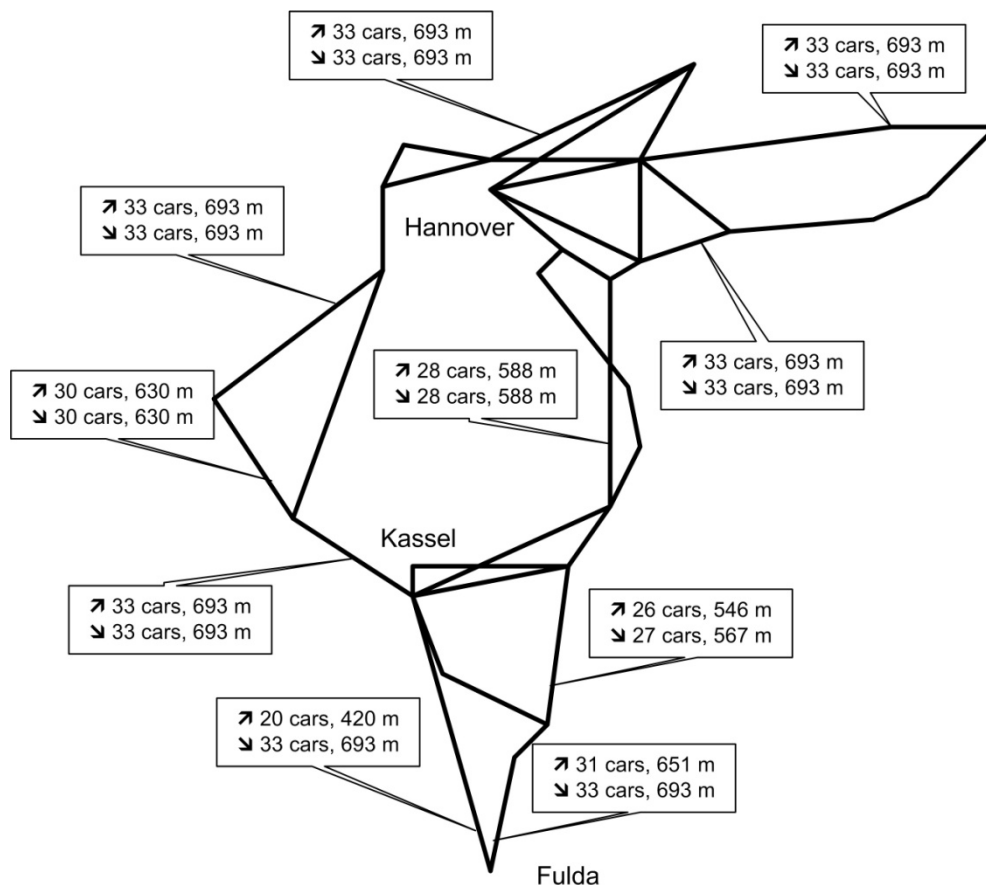 ↗ 33 cars, 693 m
↘ 33 cars, 693 m
↗ 33 cars, 693 m
↘ 33 cars, 693 m
↗ 33 cars, 693 m
↘ 33 cars, 693 m
Hannover
↗ 33 cars, 693 m
↘ 33 cars, 693 m
↗ 28 cars, 588 m
↘ 28 cars, 588 m
↗ 30 cars, 630 m
↘ 30 cars, 630 m
Kassel
↗ 33 cars, 693 m
↘ 33 cars, 693 m
↗ 26 cars, 546 m
↘ 27 cars, 567 m
↗ 20 cars, 420 m
↘ 33 cars, 693 m
↗ 31 cars, 651 m
↘ 33 cars, 693 m
Fulda